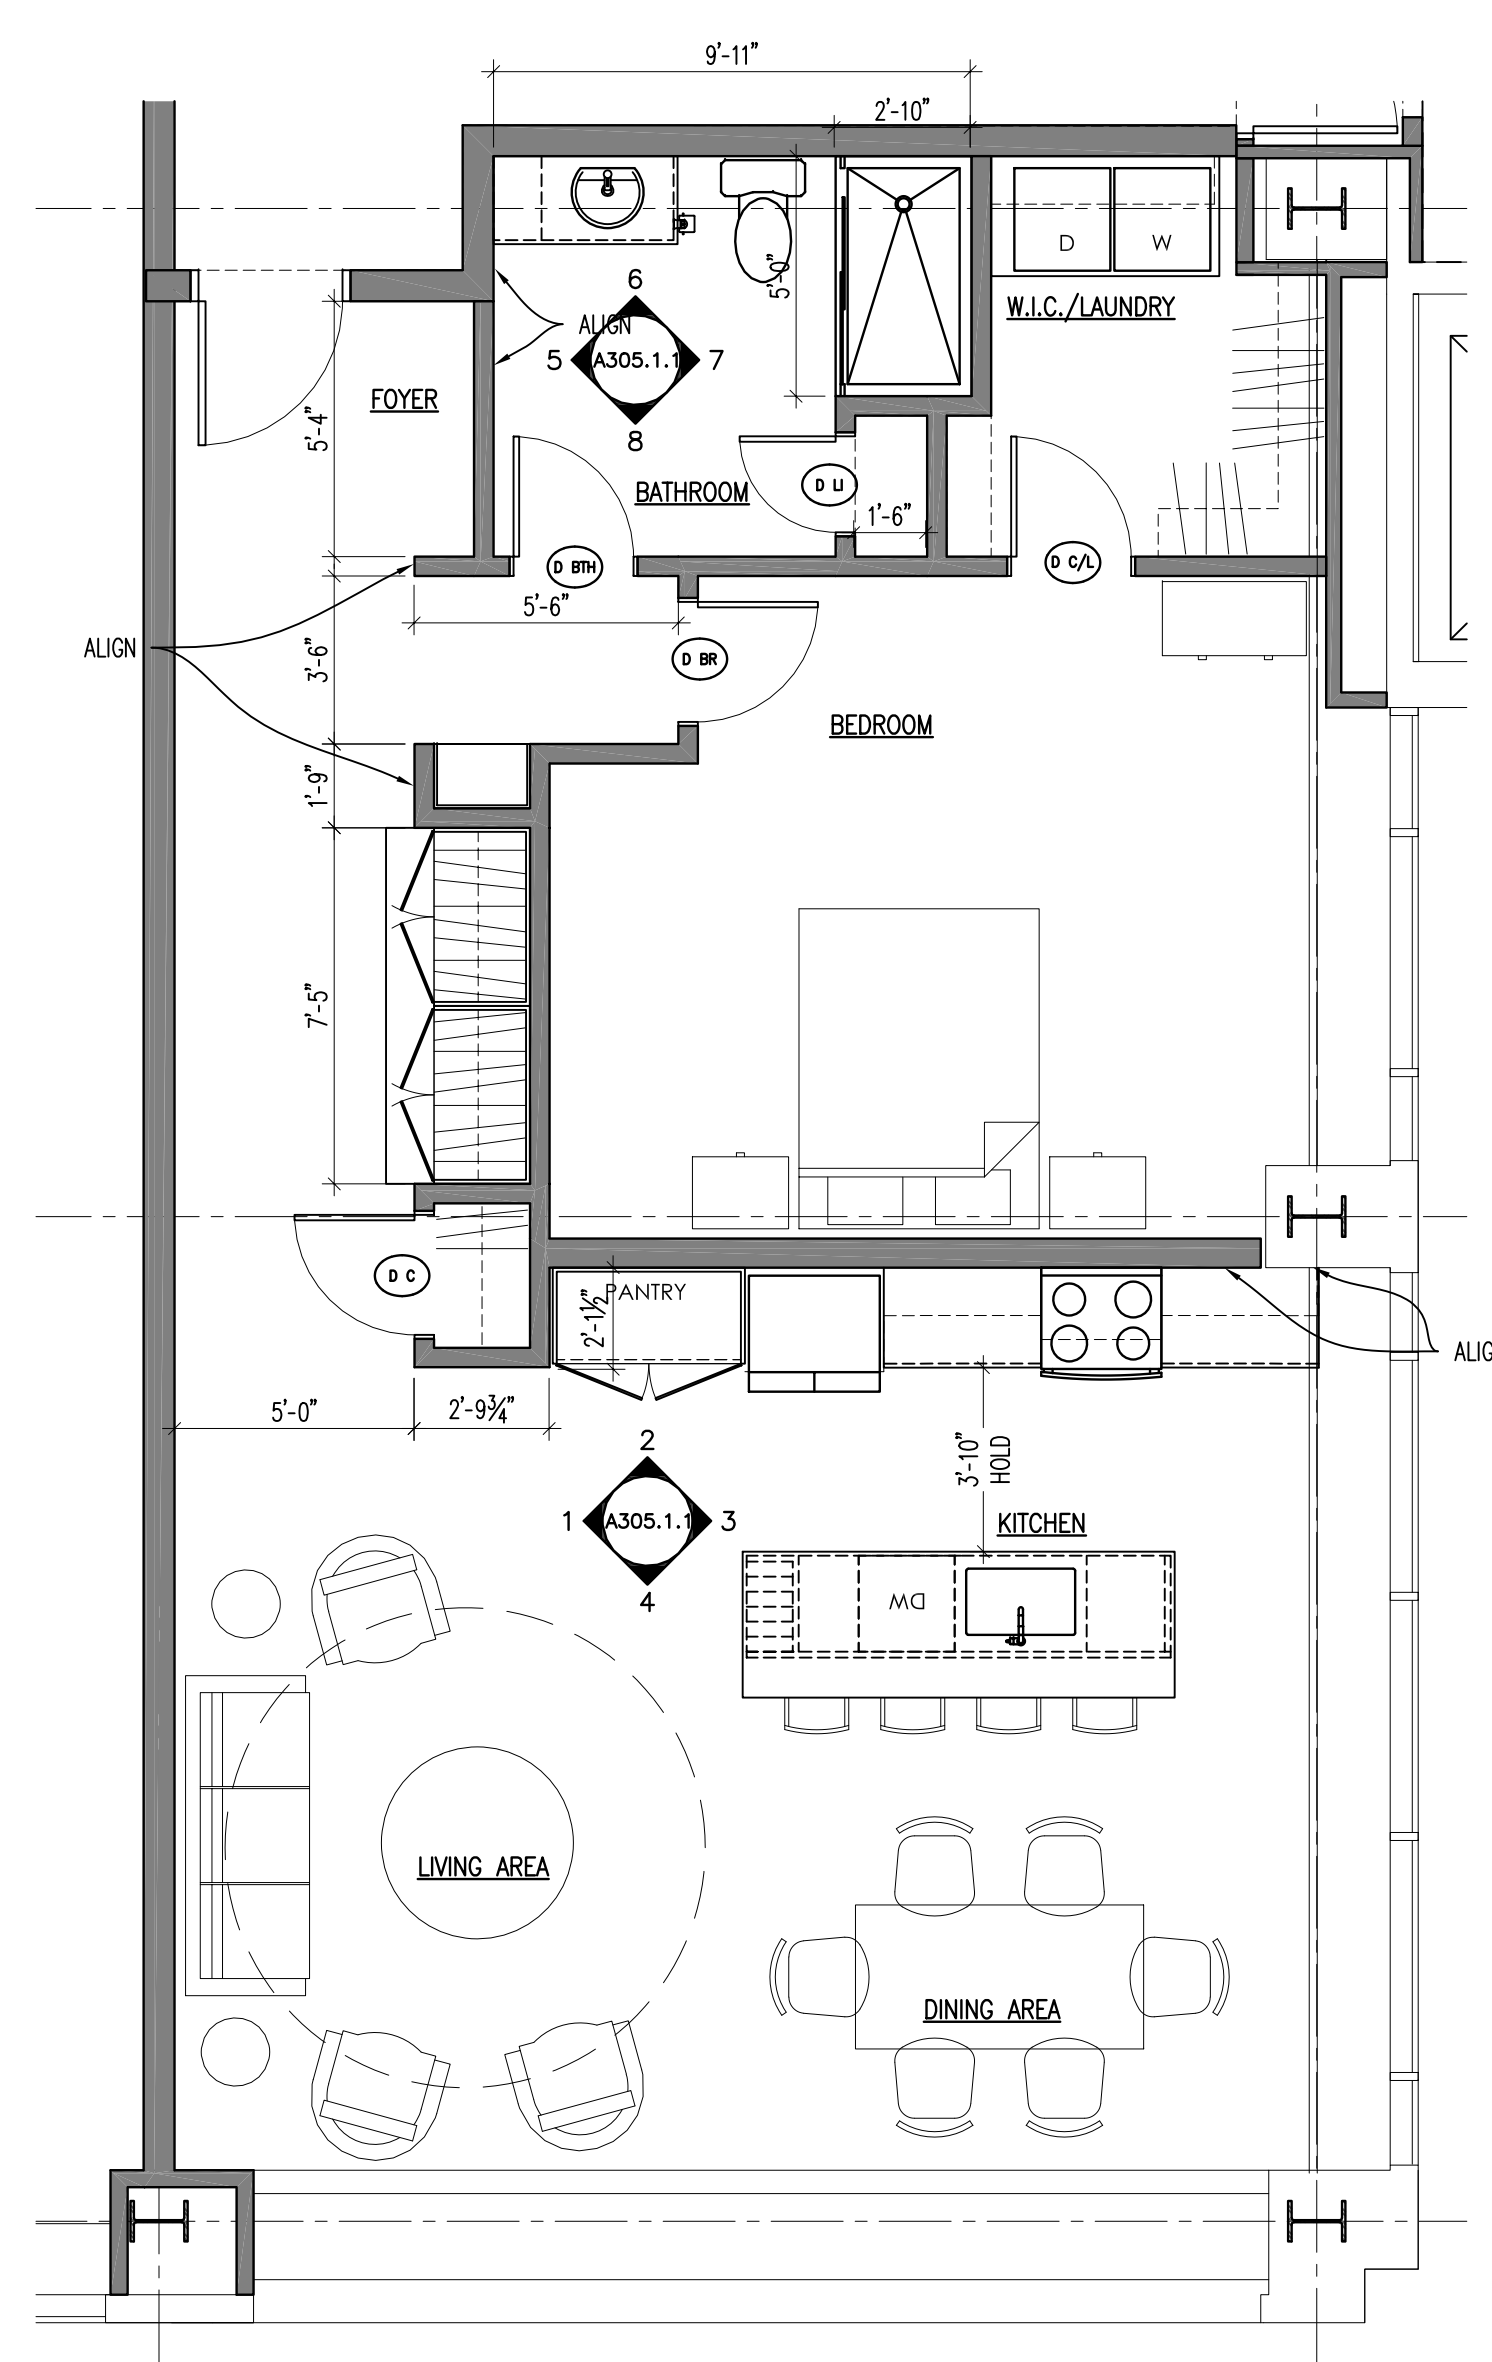 9'-11"
2'-10"
D
W
6
5'-0"
W.I.C./LAUNDRY
ALIGN
5
A305.1.1
7
FOYER
5'-4"
8
BATHROOM
D LI
1'-6"
D BTH
D C/L
5'-6"
ALIGN
3'-6"
D BR
BEDROOM
1'-9"
7'-5"
D C
PANTRY
2'-1½"
ALIG
5'-0"
2'-9¾"
2
3'-10"
HOLD
1
A305.1.1
3
KITCHEN
4
DW
LIVING AREA
DINING AREA